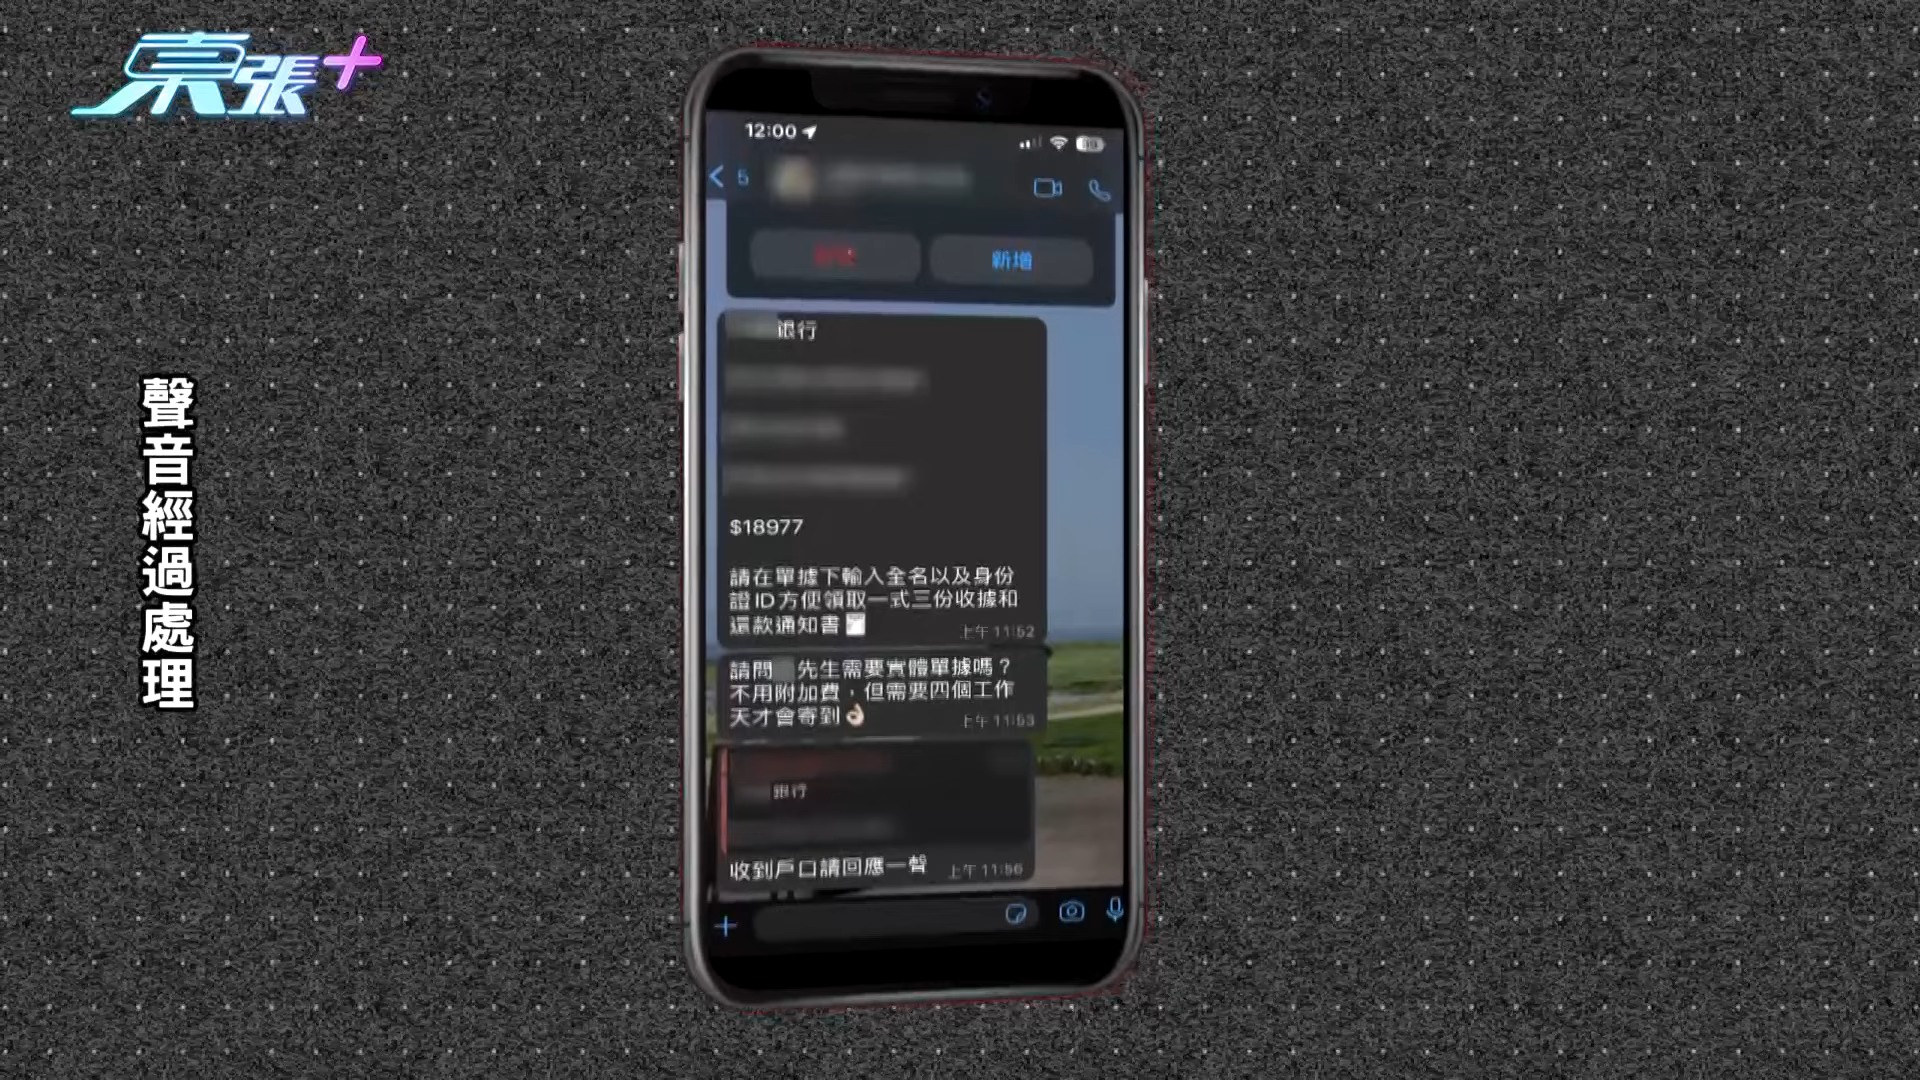 東張+
聲音經過處理
12:00
5
新增
銀行
$18977
請在單據下輸入全名以及身份
證ID方便領取一式三份收據和
還款通知書
上午 11:52
請問 先生需要實體單據嗎？
不用附加費，但需要四個工作
天才會寄到👌🏻
上午 11:53
銀行
收到戶口請回應一聲
上午 11:56